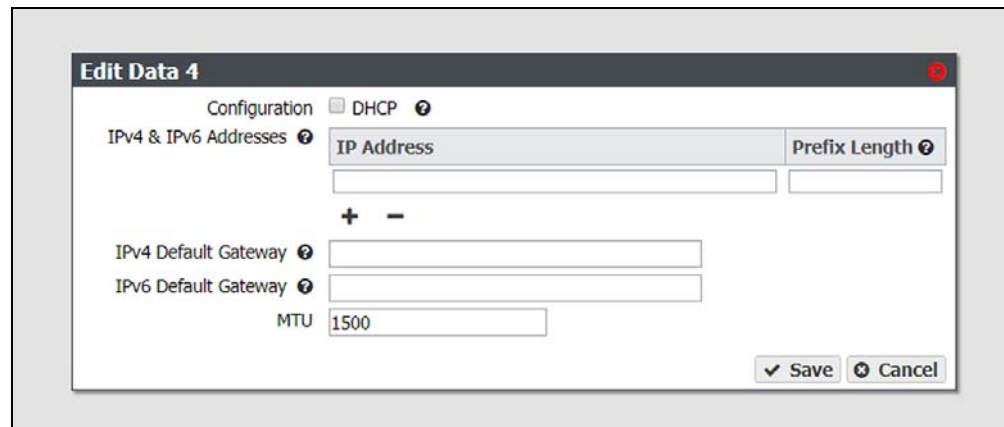 Edit Data 4
Configuration DHCP
IPv4 & IPv6 Addresses
IP Address Prefix Length
IPv4 Default Gateway
IPv6 Default Gateway
MTU 1500
Save Cancel